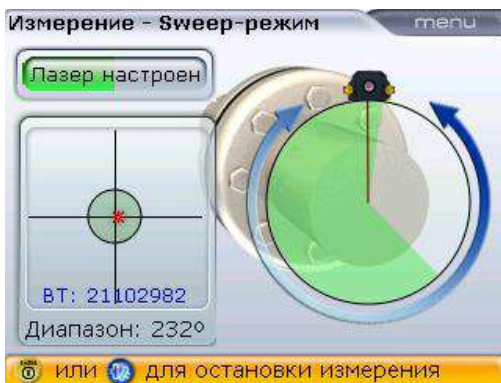 Измерение - Sweep-режим
menu
Лазер настроен
BT: 21102982
Диапазон: 232°
или для остановки измерения